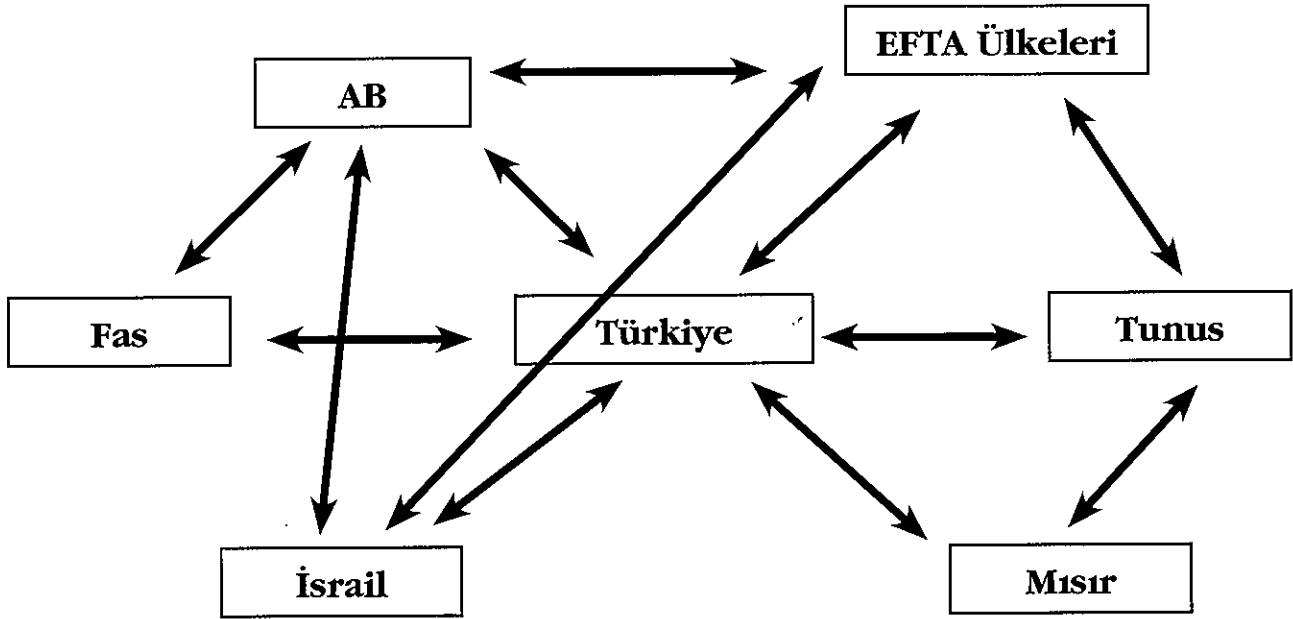 EFTA Ülkeleri
AB
Fas
Türkiye
Tunus
İsrail
Mısır